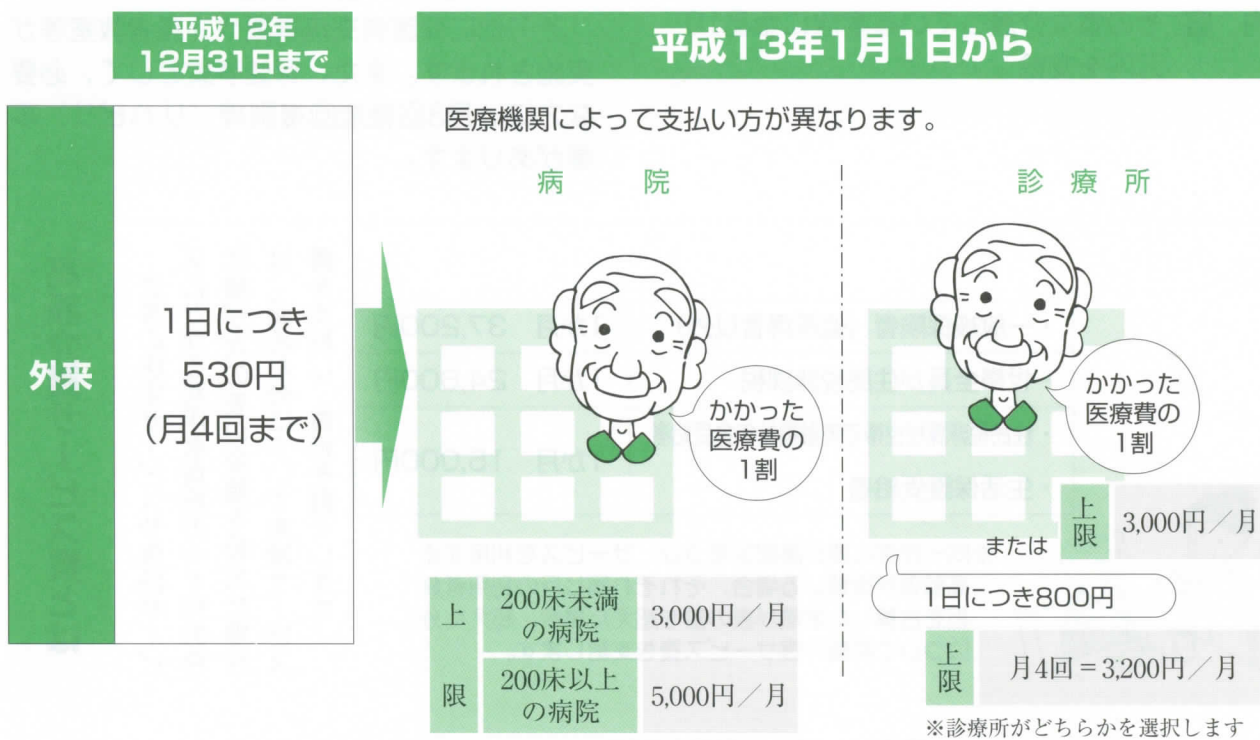 平成12年
12月31日まで
平成13年1月1日から
外来
1日につき
530円
（月4回まで）
医療機関によって支払い方が異なります。
病院
かかった
医療費の
1割
上限
200床未満
の病院
3,000円／月
200床以上
の病院
5,000円／月
診療所
かかった
医療費の
1割
上限
3,000円／月
または
1日につき800円
上限
月4回＝3,200円／月
※診療所がどちらかを選択します